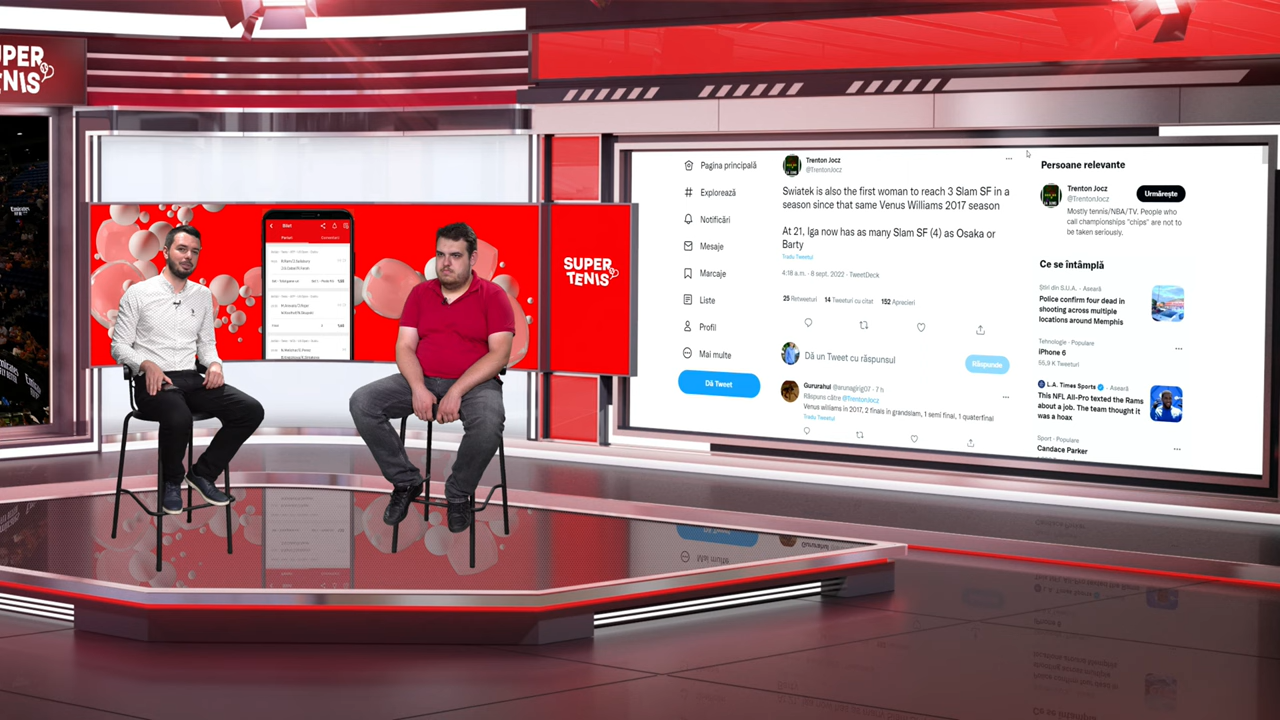 SUPER
TENIS
Bilet
SUPER
TENIS
Pagina principală
Explorează
Notificări
Mesaje
Marcaje
Liste
Profil
Mai multe
Dă Tweet
Trenton Jocz
@TrentonJocz
Swiatek is also the first woman to reach 3 Slam SF in a
season since that same Venus Williams 2017 season
At 21, Iga now has as many Slam SF (4) as Osaka or
Barty
Tradu Tweetul
4:18 a.m. · 8 sept. 2022 · TweetDeck
25 Retweeturi 14 Tweeturi cu citat 152 Aprecieri
Dă un Tweet cu răspunsul
Răspunde
Gururahul @arunagirig07 · 7 h
Răspuns către @TrentonJocz
Venus williams in 2017, 2 finals in grandslam, 1 semi final, 1 quaterfinal
Tradu Tweetul
Persoane relevante
Trenton Jocz
@TrentonJocz
Urmărește
Mostly tennis/NBA/TV. People who
call championships "chips" are not to
be taken seriously.
Ce se întâmplă
Știri din S.U.A. · Aseară
Police confirm four dead in
shooting across multiple
locations around Memphis
Tehnologie · Populare
iPhone 6
55,9 K Tweeturi
L.A. Times Sports · Aseară
This NFL All-Pro texted the Rams
about a job. The team thought it
was a hoax
Sport · Populare
Candace Parker